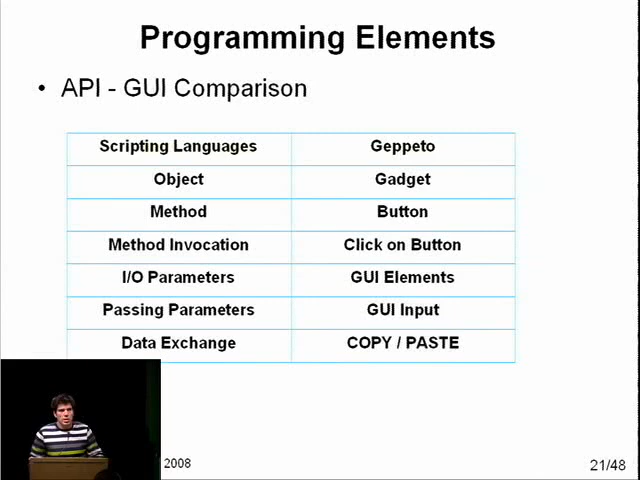 Programming Elements
• API - GUI Comparison
Scripting Languages Geppeto
Object Gadget
Method Button
Method Invocation Click on Button
I/O Parameters GUI Elements
Passing Parameters GUI Input
Data Exchange COPY / PASTE
2008 21/48